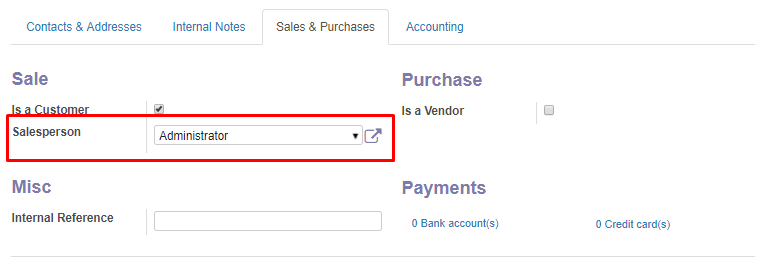 Contacts & Addresses Internal Notes Sales & Purchases Accounting
Sale Purchase
Is a Customer Is a Vendor
Salesperson Administrator
Misc Payments
Internal Reference 0 Bank account(s) 0 Credit card(s)